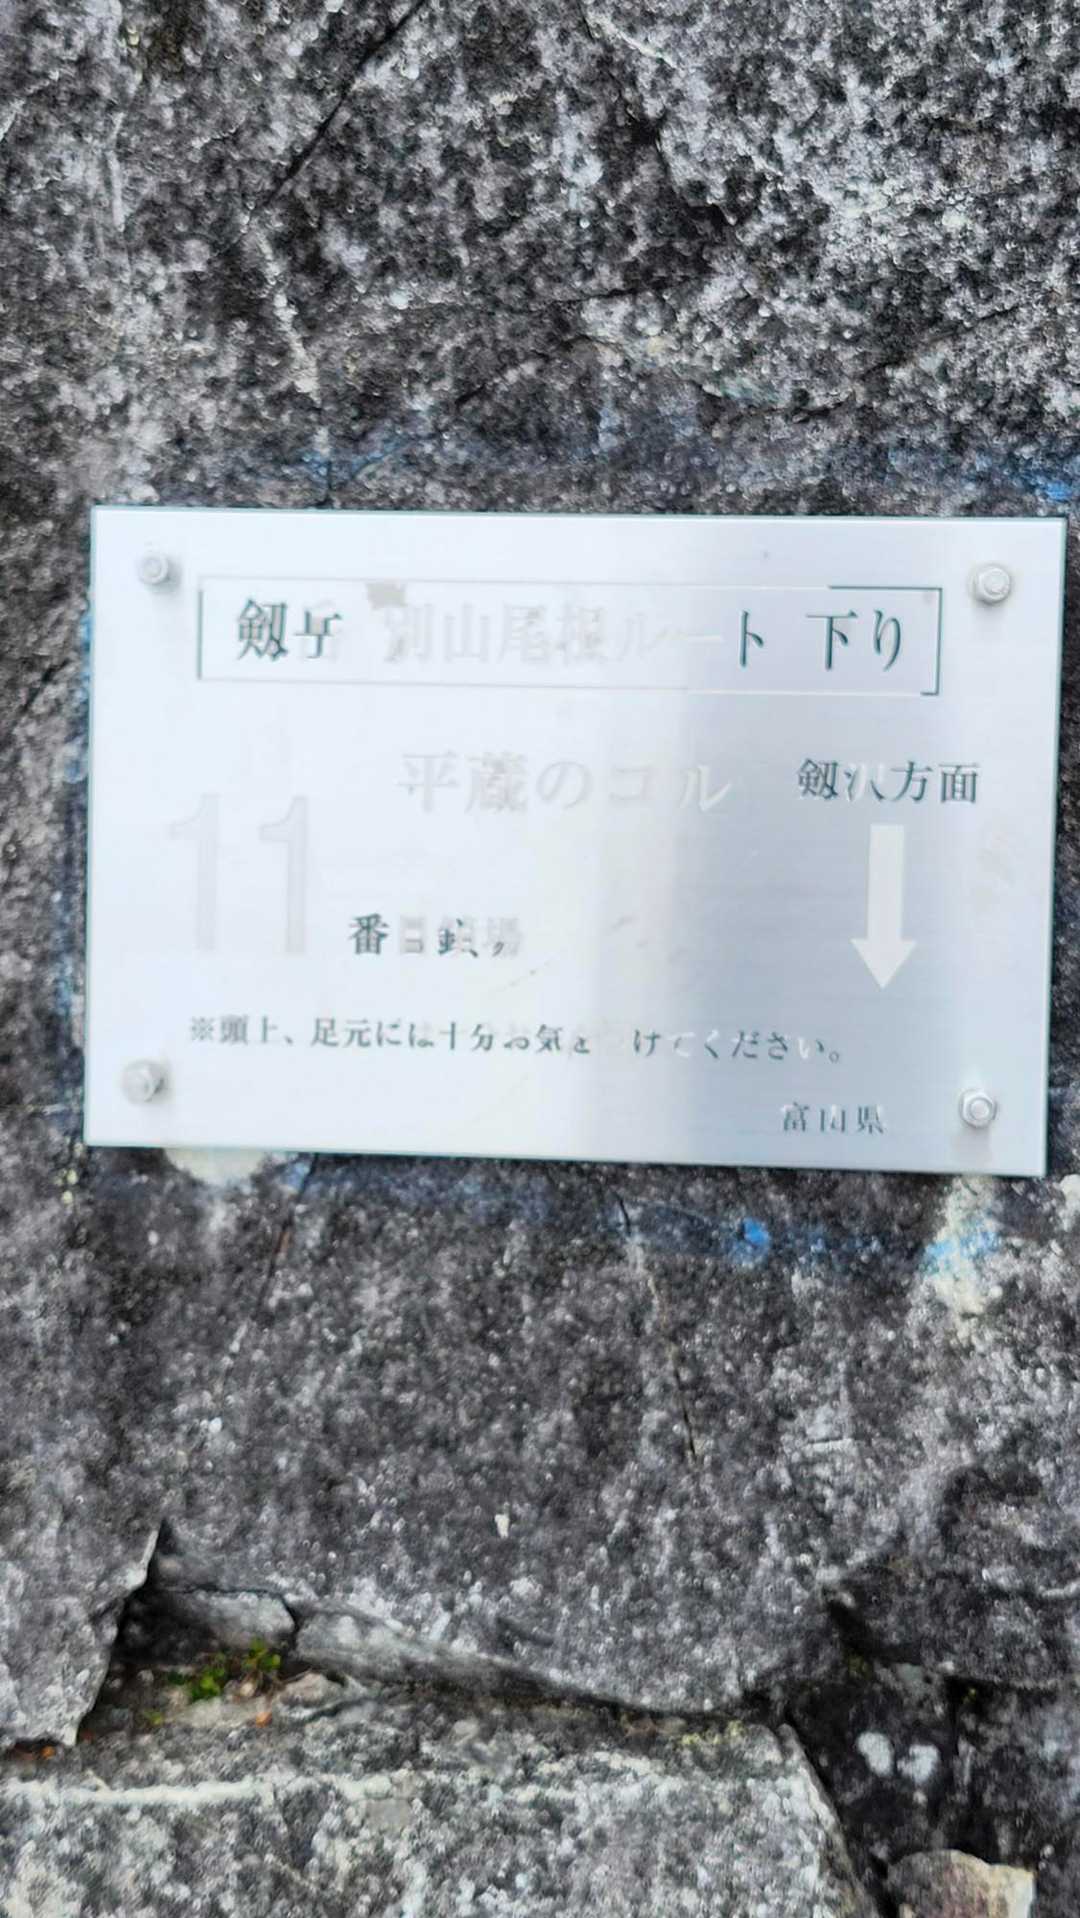 剱岳 別山尾根ルート 下り
平蔵のコル
剱沢方面
11
番目鎖場
※頭上、足元には十分お気をつけてください。
富山県